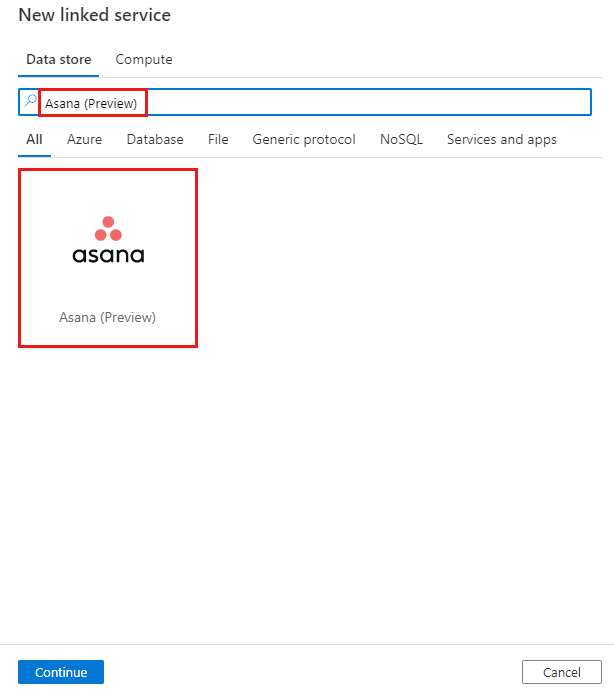 New linked service
Data store Compute
Asana (Preview)
All Azure Database File Generic protocol NoSQL Services and apps
asana
Asana (Preview)
Continue Cancel